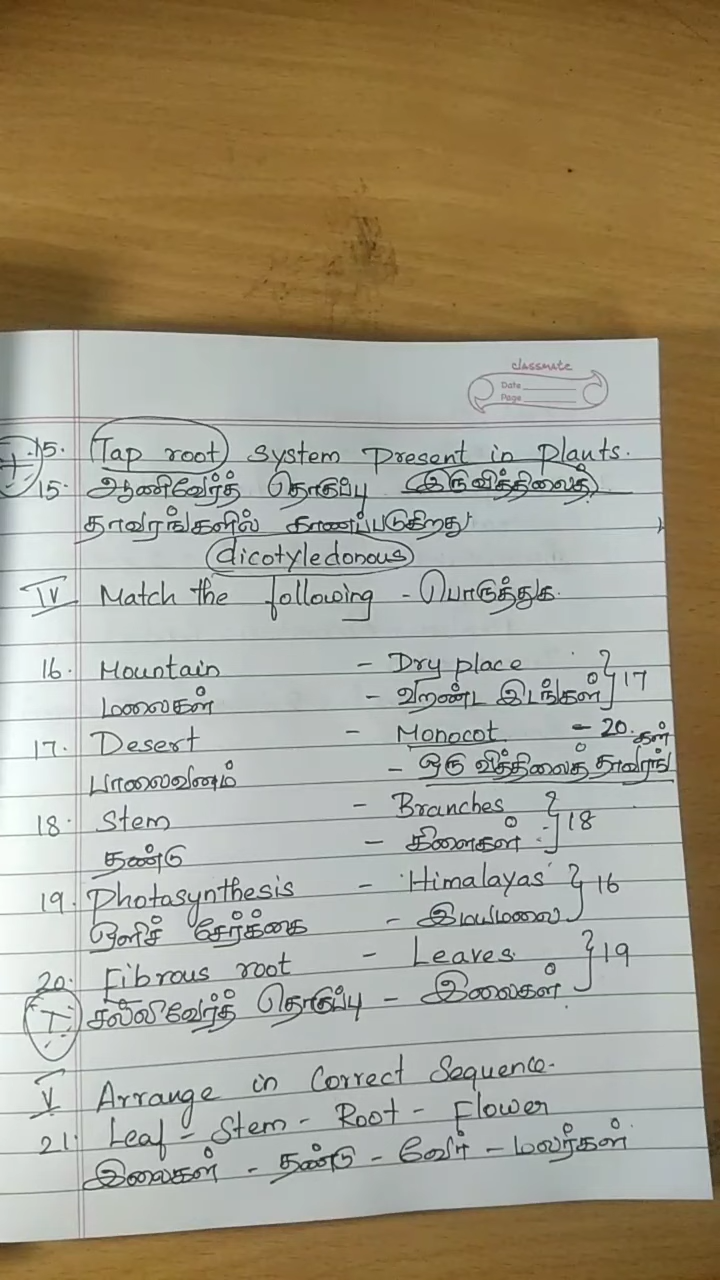 classmate
Date
Page
15. Tap root system Present in Plants.
15. ஆணிவேர்த் தொகுப்பு இருவித்திலைத்
தாவரங்களில் காணப்படுகிறது
dicotyledonous
IV Match the following - பொருத்துக.
16. Mountain - Dry place
மலைகள் - வறண்ட இடங்கள் } 17
17. Desert - Monocot - 20.
பாலைவனம் - ஒரு வித்திலைத் தாவரங்கள்
18. Stem - Branches
தண்டு - கிளைகள் } 18
19. Photasynthesis - Himalayas
ஒளிச் சேர்க்கை - இமயமலை } 16
20. Fibrous root - Leaves.
சல்லிவேர்த் தொகுப்பு - இலைகள் } 19
V Arrange in Correct Sequence.
21. Leaf - Stem - Root - Flower
இலைகள் - தண்டு - வேர் - மலர்கள்